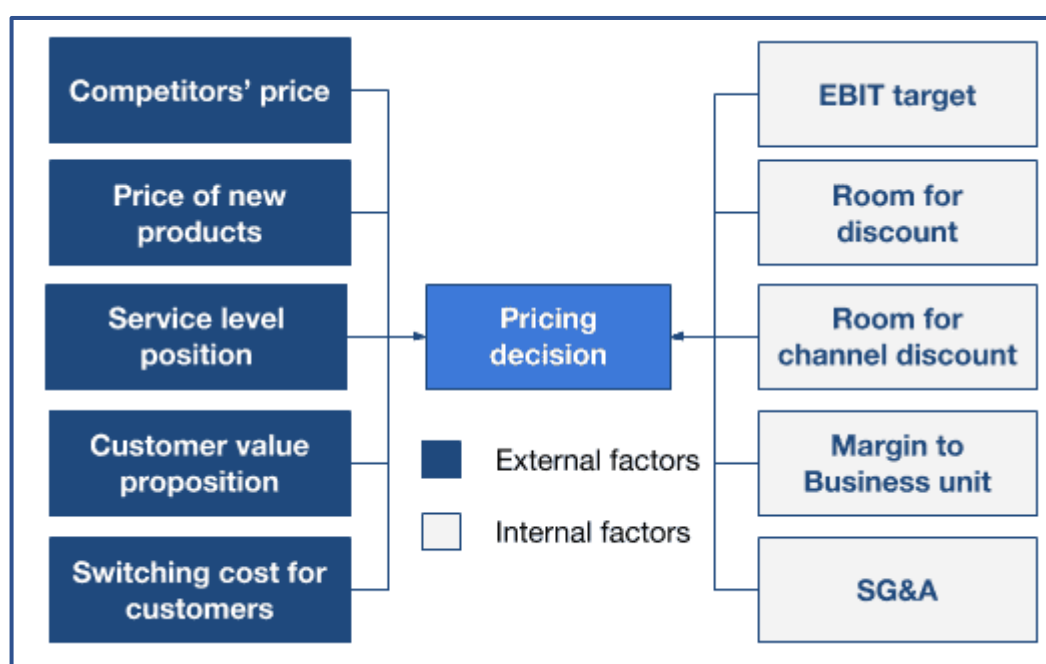 Competitors’ price
Price of new
products
Service level
position
Customer value
proposition
Switching cost for
customers
Pricing
decision
External factors
Internal factors
EBIT target
Room for
discount
Room for
channel discount
Margin to
Business unit
SG&A